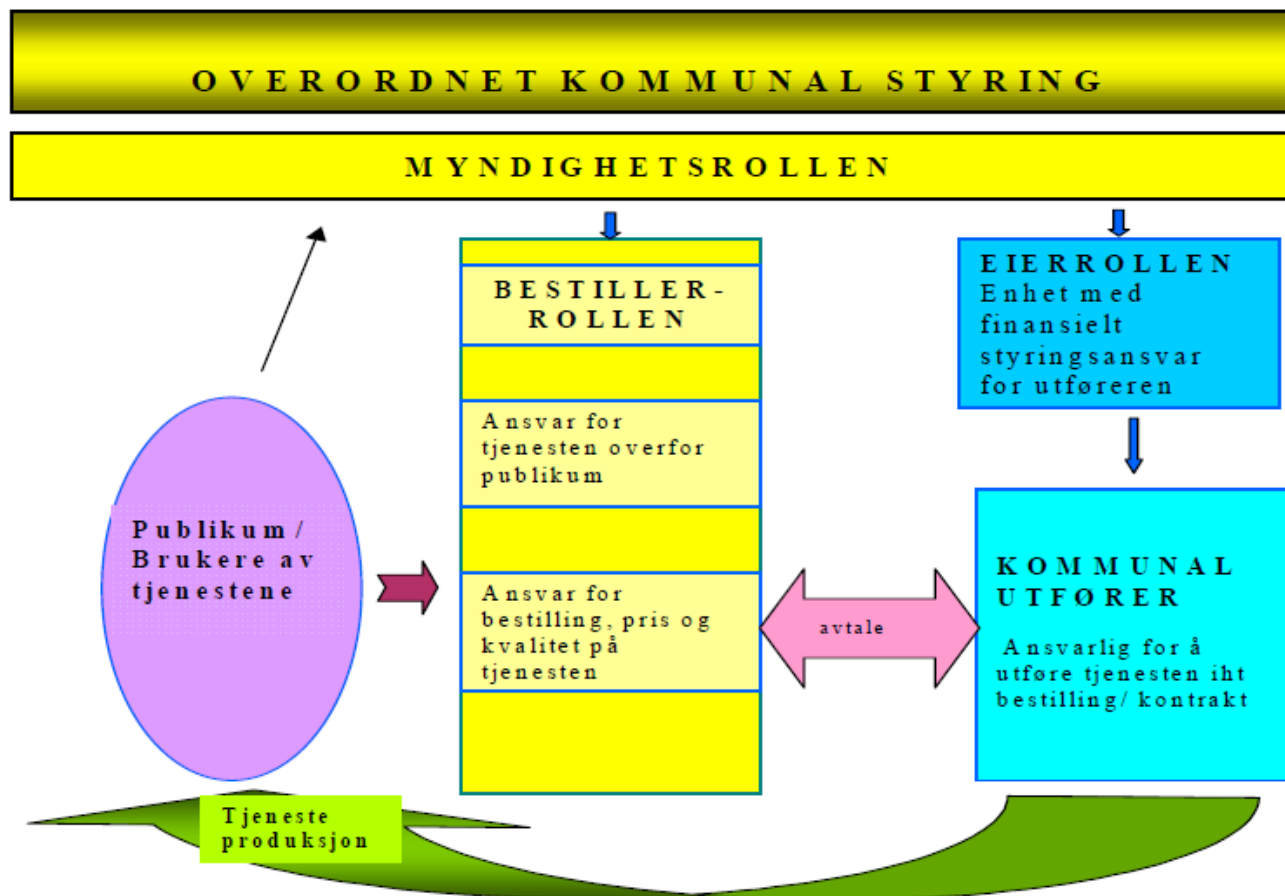 OVERORDNET KOMMUNAL STYRING
MYNDIGHETSROLLEN
BESTILLER-
ROLLEN
Ansvar for
tjenesten overfor
publikum
Ansvar for
bestilling, pris og
kvalitet på
tjenesten
EIERROLLEN
Enhet med
finansielt
styringsansvar
for utføreren
Publikum /
Brukere av
tjenestene
avtale
KOMMUNAL
UTFØRER
Ansvarlig for å
utføre tjenesten iht
bestilling/ kontrakt
Tjeneste
produksjon